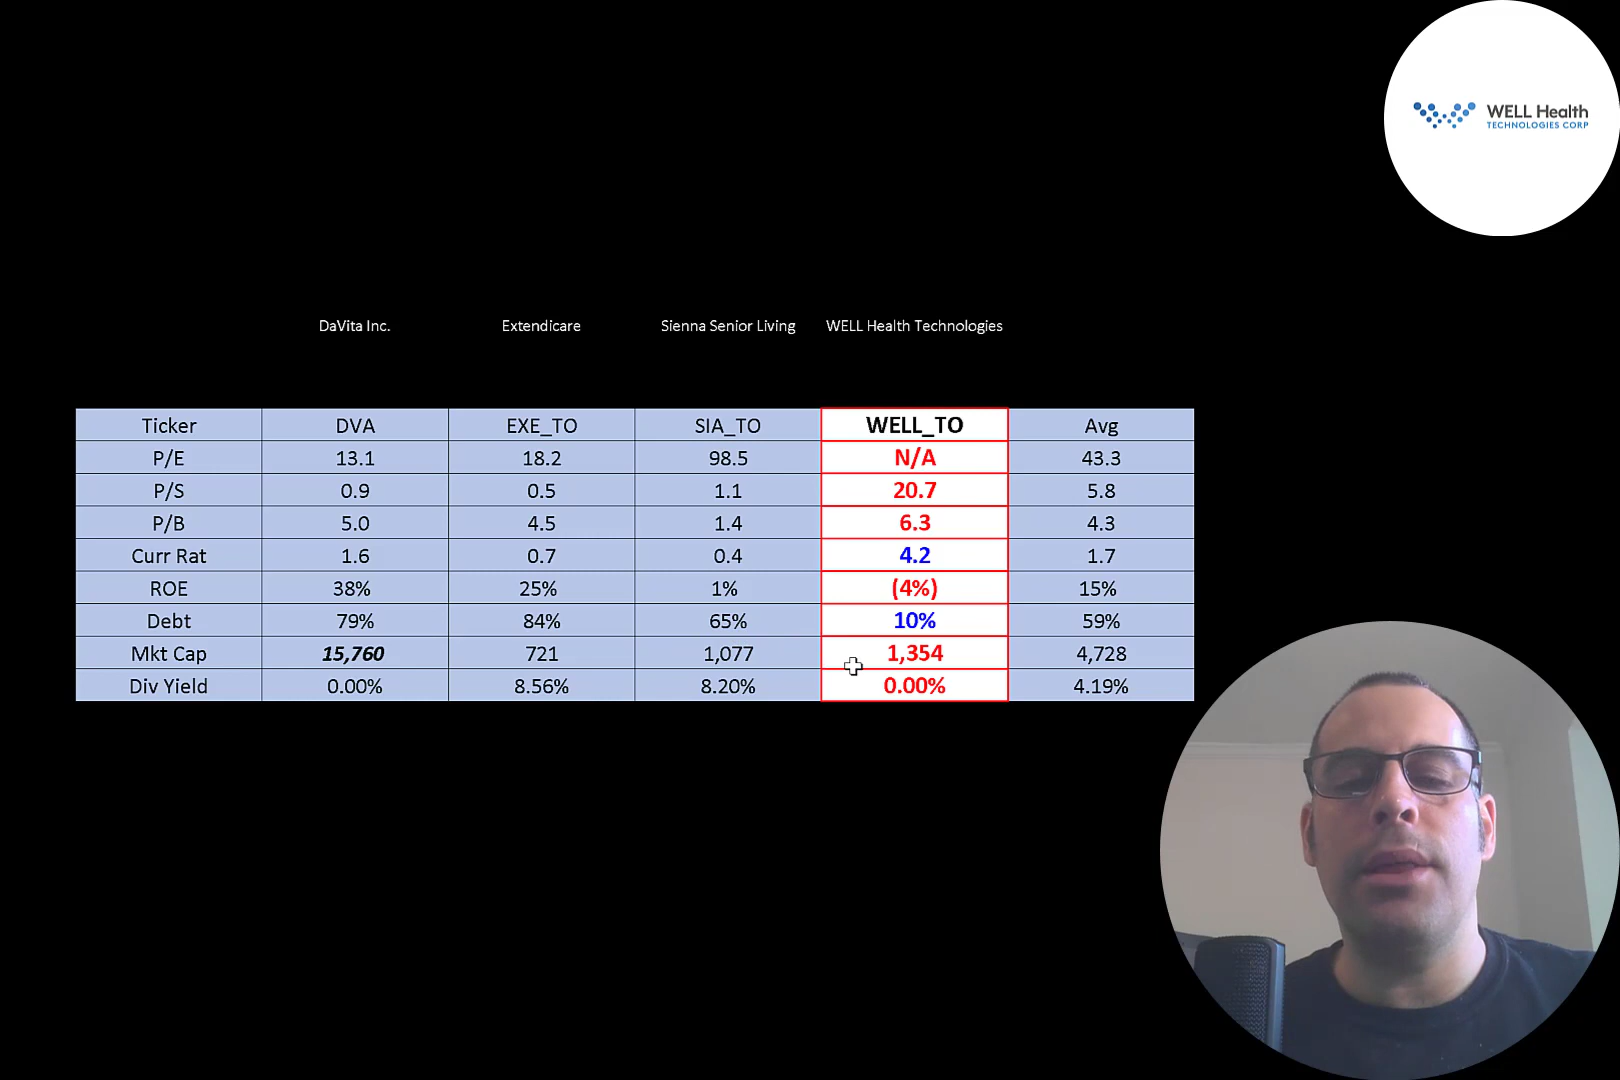 WELL Health
TECHNOLOGIES CORP
DaVita Inc. Extendicare Sienna Senior Living WELL Health Technologies
Ticker DVA EXE_TO SIA_TO WELL_TO Avg
P/E 13.1 18.2 98.5 N/A 43.3
P/S 0.9 0.5 1.1 20.7 5.8
P/B 5.0 4.5 1.4 6.3 4.3
Curr Rat 1.6 0.7 0.4 4.2 1.7
ROE 38% 25% 1% (4%) 15%
Debt 79% 84% 65% 10% 59%
Mkt Cap 15,760 721 1,077 1,354 4,728
Div Yield 0.00% 8.56% 8.20% 0.00% 4.19%